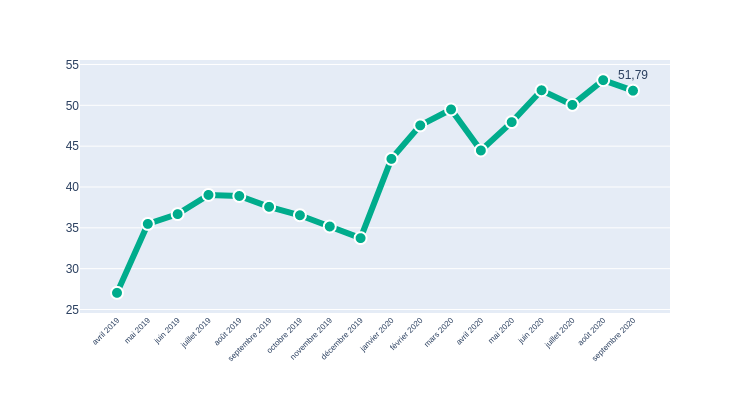 55
50
45
40
35
30
25
51,79
avril 2019
mai 2019
juin 2019
juillet 2019
août 2019
septembre 2019
octobre 2019
novembre 2019
décembre 2019
janvier 2020
février 2020
mars 2020
avril 2020
mai 2020
juin 2020
juillet 2020
août 2020
septembre 2020